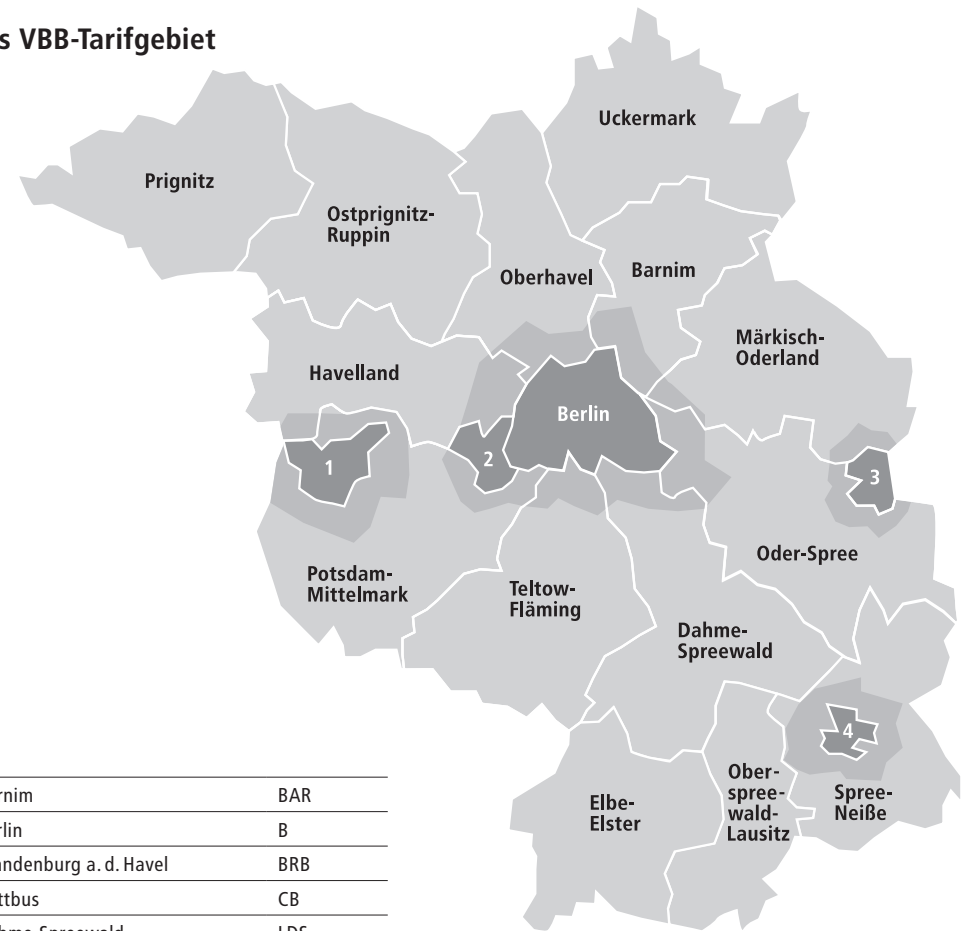 s VBB-Tarifgebiet
Uckermark
Prignitz
Ostprignitz-
Ruppin
Oberhavel
Barnim
Märkisch-
Oderland
Havelland
Berlin
1
2
3
Oder-Spree
Potsdam-
Mittelmark
Teltow-
Fläming
Dahme-
Spreewald
4
Ober-
spree-
wald-
Lausitz
Spree-
Neiße
Elbe-
Elster
rnim BAR
rlin B
andenburg a. d. Havel BRB
ttbus CB